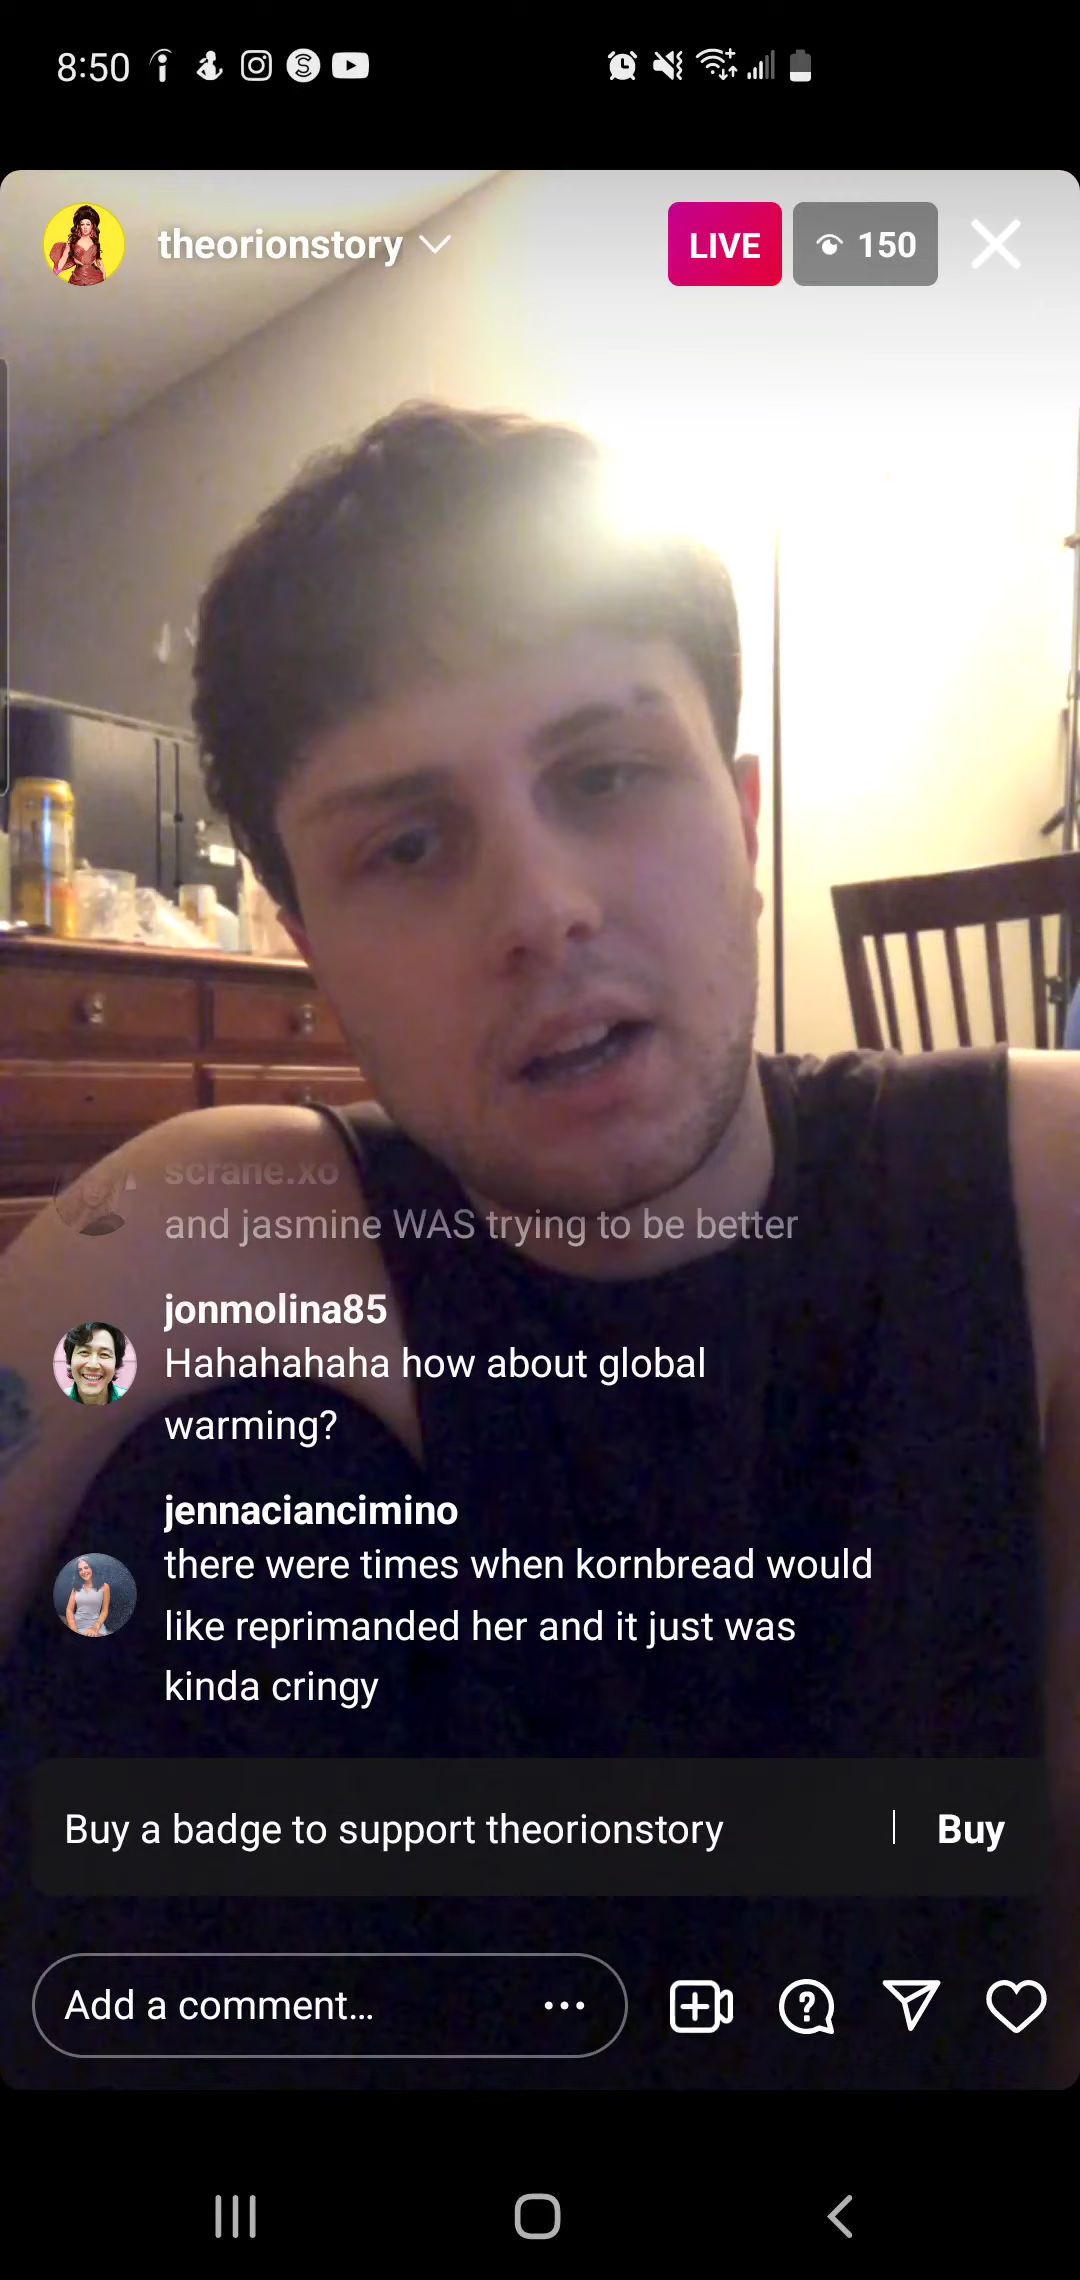 8:50
theorionstory
LIVE
150
scrane.xo
and jasmine WAS trying to be better
jonmolina85
Hahahahaha how about global
warming?
jennaciancimino
there were times when kornbread would
like reprimanded her and it just was
kinda cringy
Buy a badge to support theorionstory
Buy
Add a comment...